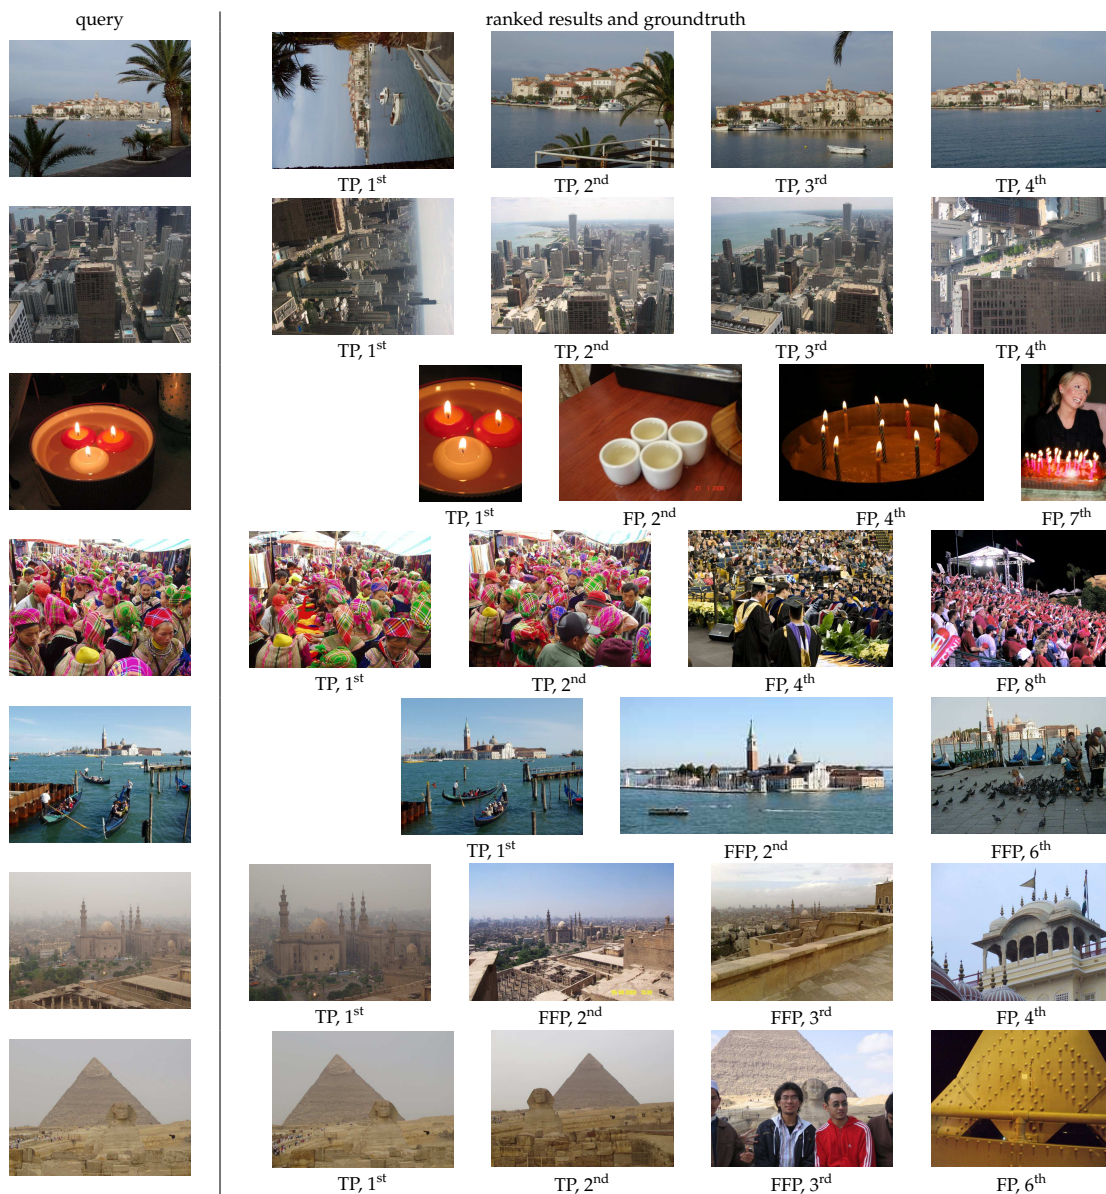 query
ranked results and groundtruth
TP, 1st
TP, 2nd
TP, 3rd
TP, 4th
TP, 1st
TP, 2nd
TP, 3rd
TP, 4th
TP, 1st
FP, 2nd
FP, 4th
FP, 7th
TP, 1st
TP, 2nd
FP, 4th
FP, 8th
TP, 1st
FFP, 2nd
FFP, 6th
TP, 1st
FFP, 2nd
FFP, 3rd
FP, 4th
TP, 1st
TP, 2nd
FFP, 3rd
FP, 6th